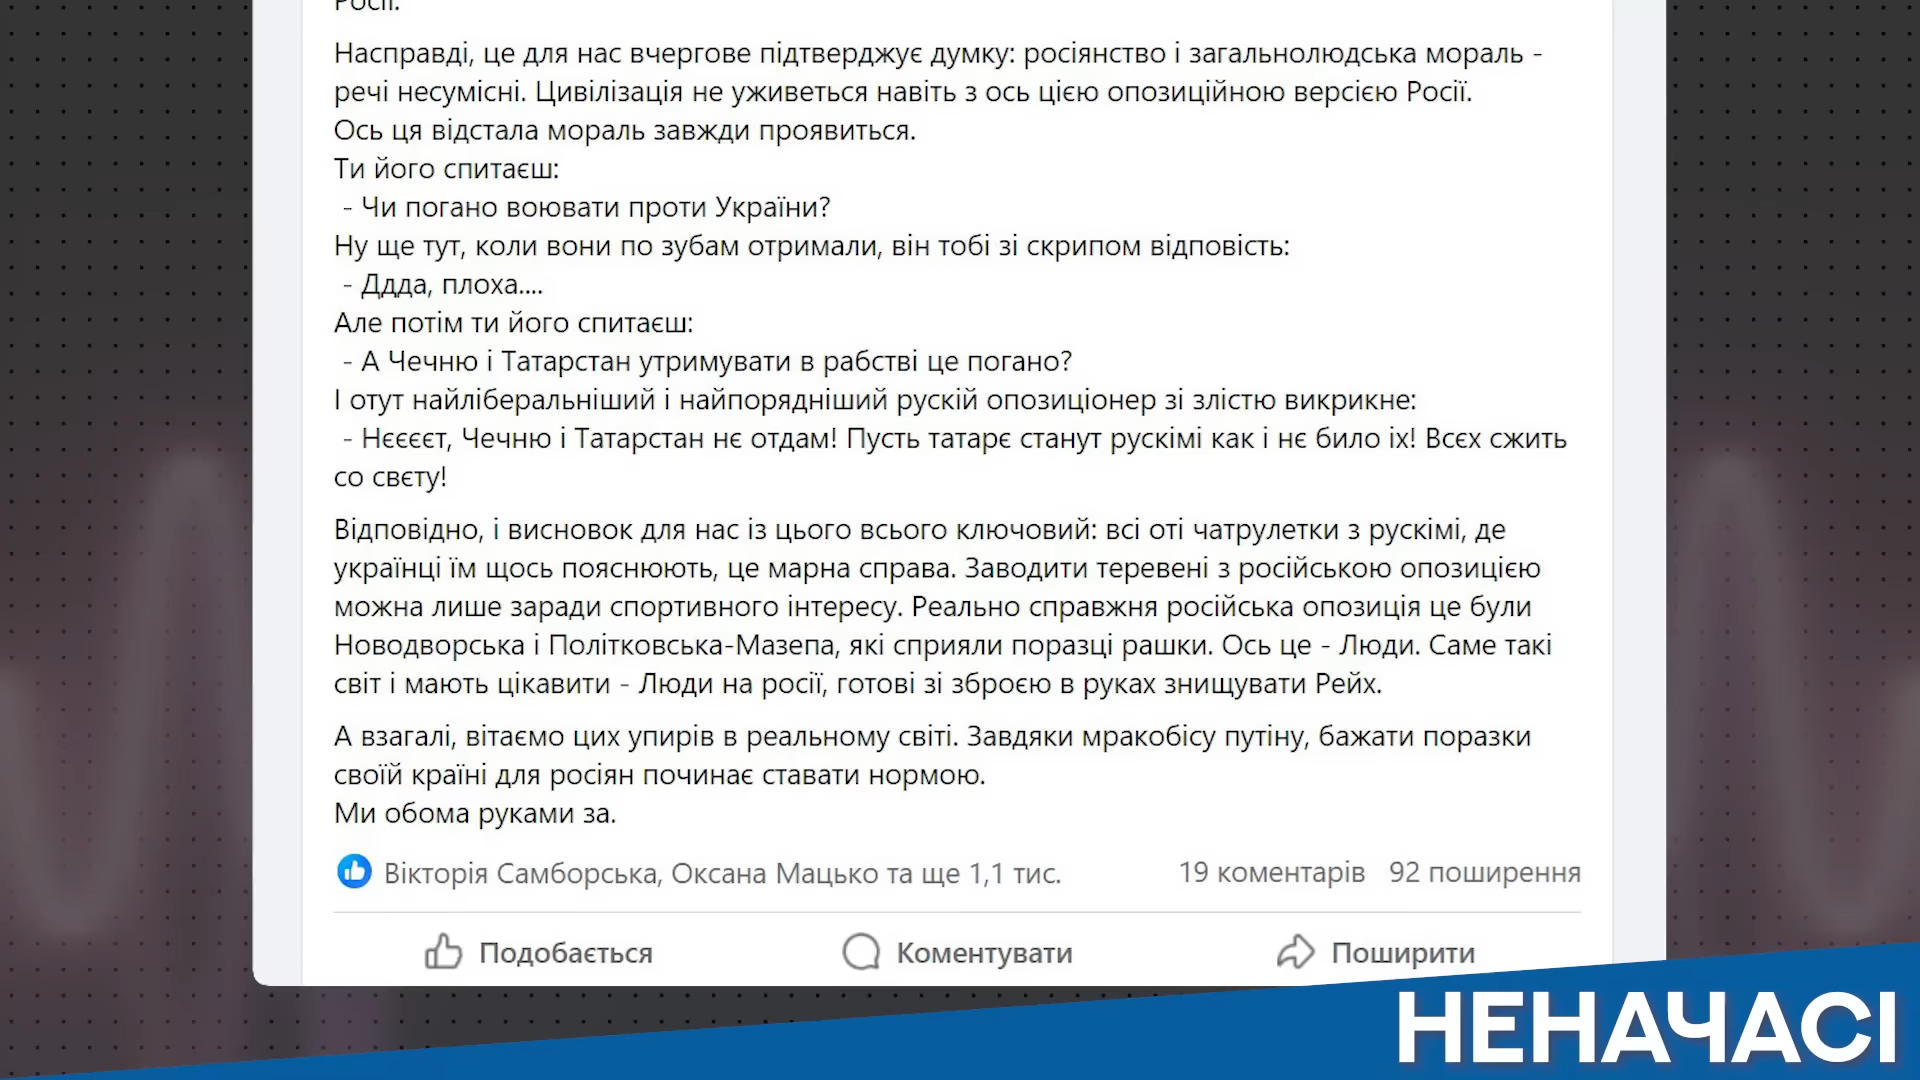 Росії.
Насправді, це для нас вчергове підтверджує думку: росіянство і загальнолюдська мораль -
речі несумісні. Цивілізація не уживеться навіть з ось цією опозиційною версією Росії.
Ось ця відстала мораль завжди проявиться.
Ти його спитаєш:
- Чи погано воювати проти України?
Ну ще тут, коли вони по зубам отримали, він тобі зі скрипом відповість:
- Ддда, плоха....
Але потім ти його спитаєш:
- А Чечню і Татарстан утримувати в рабстві це погано?
І отут найліберальніший і найпорядніший рускій опозиціонер зі злістю викрикне:
- Нєєєєт, Чечню і Татарстан нє отдам! Пусть татарє станут рускімі как і нє било іх! Всєх сжить
со свєту!
Відповідно, і висновок для нас із цього всього ключовий: всі оті чатрулетки з рускімі, де
українці їм щось пояснюють, це марна справа. Заводити теревені з російською опозицією
можна лише заради спортивного інтересу. Реально справжня російська опозиція це були
Новодворська і Політковська-Мазепа, які сприяли поразці рашки. Ось це - Люди. Саме такі
світ і мають цікавити - Люди на росії, готові зі зброєю в руках знищувати Рейх.
А взагалі, вітаємо цих упирів в реальному світі. Завдяки мракобісу путіну, бажати поразки
своїй країні для росіян починає ставати нормою.
Ми обома руками за.
Вікторія Самборська, Оксана Мацько та ще 1,1 тис.
19 коментарів 92 поширення
Подобається Коментувати Поширити
НЕНАЧАСІ